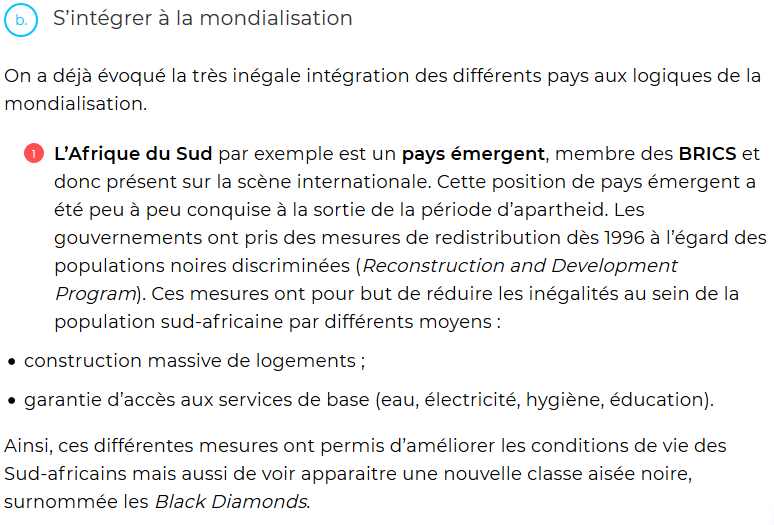 b. S’intégrer à la mondialisation
On a déjà évoqué la très inégale intégration des différents pays aux logiques de la
mondialisation.
1 L’Afrique du Sud par exemple est un pays émergent, membre des BRICS et
donc présent sur la scène internationale. Cette position de pays émergent a
été peu à peu conquise à la sortie de la période d’apartheid. Les
gouvernements ont pris des mesures de redistribution dès 1996 à l’égard des
populations noires discriminées (Reconstruction and Development
Program). Ces mesures ont pour but de réduire les inégalités au sein de la
population sud-africaine par différents moyens :
• construction massive de logements ;
• garantie d’accès aux services de base (eau, électricité, hygiène, éducation).
Ainsi, ces différentes mesures ont permis d’améliorer les conditions de vie des
Sud-africains mais aussi de voir apparaitre une nouvelle classe aisée noire,
surnommée les Black Diamonds.